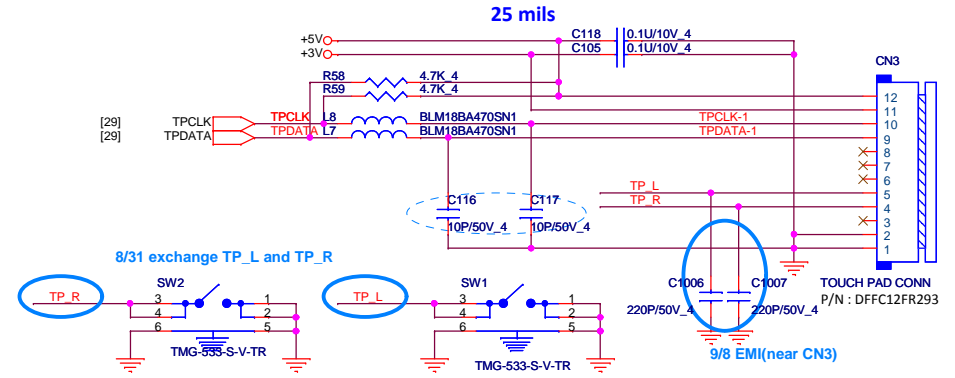 25 mils
+5V
+3V
C118 0.1U/10V_4
C105 0.1U/10V_4
CN3
R58 4.7K_4
R59 4.7K_4
12
11
10
9
8
7
6
5
4
3
2
1
[29] TPCLK TPCLK L8 BLM18BA470SN1 TPCLK-1
[29] TPDATA TPDATA L7 BLM18BA470SN1 TPDATA-1
TP_L
TP_R
C116 C117
10P/50V_4 10P/50V_4
8/31 exchange TP_L and TP_R
TP_R SW2 TP_L SW1
3 1 3 1
4 2 4 2
6 5 6 5
TMG-533-S-V-TR TMG-533-S-V-TR
C1006 C1007
220P/50V_4 220P/50V_4
TOUCH PAD CONN
P/N : DFFC12FR293
9/8 EMI(near CN3)